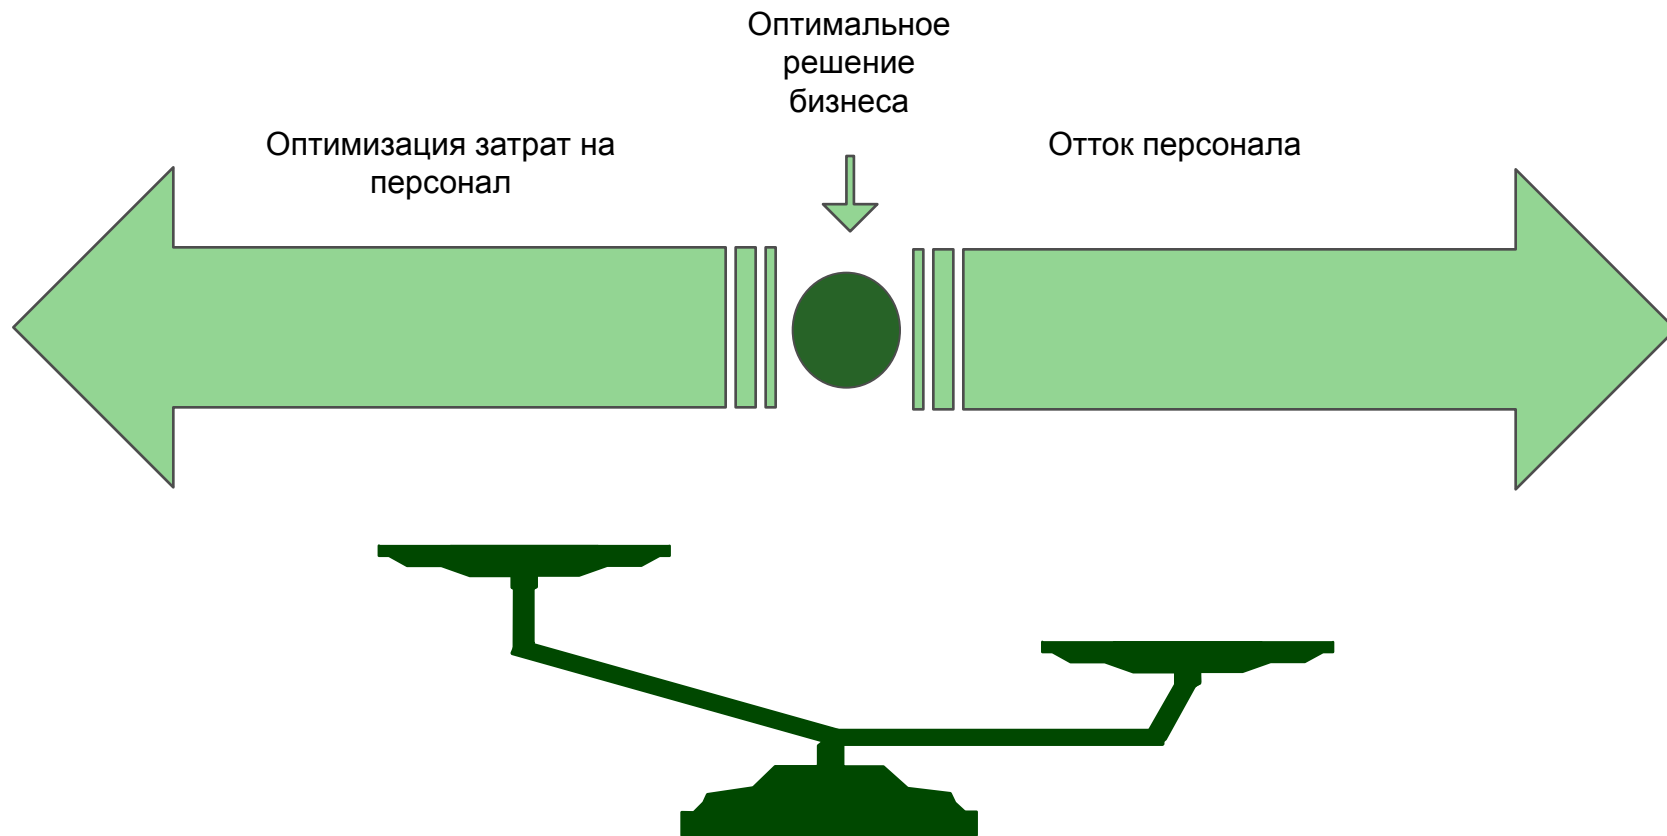 Оптимальное
решение
бизнеса
Оптимизация затрат на
персонал
Отток персонала